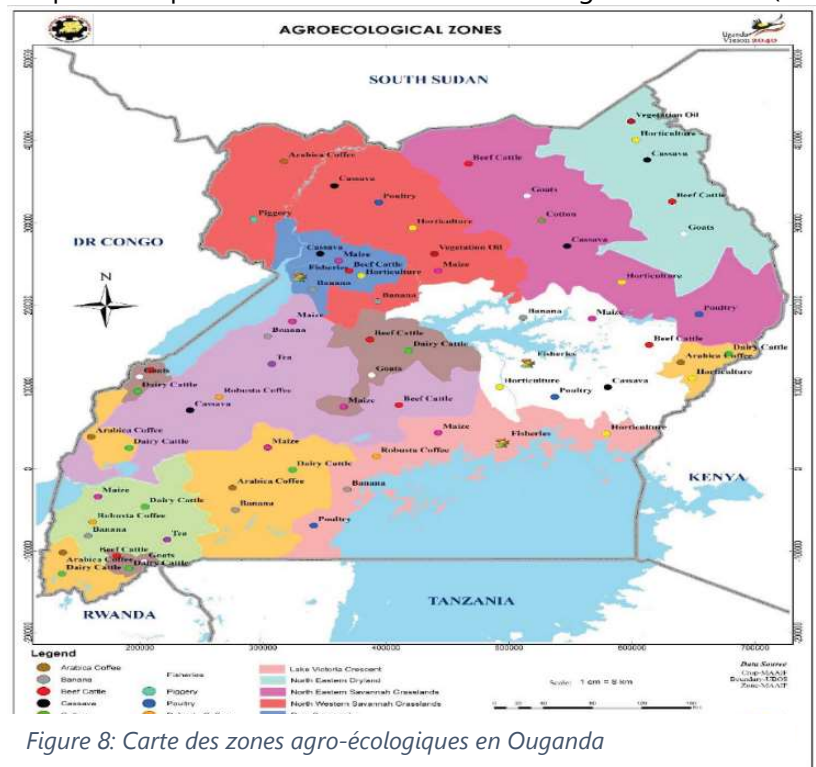 AGROECOLOGICAL ZONES
Uganda
Vision 2040
SOUTH SUDAN
Vegetation Oil
Horticulture
Arabica Coffee
Cassava
Beef Cattle
Cassava
Poultry
Goats
Beef Cattle
Piggery
Cotton
Horticulture
Goats
DR CONGO
Cassava
Vegetation Oil
Cassava
Maize
Fisheries
Beef Cattle
Maize
Horticulture
N
Banana
Horticulture
Banana
Poultry
Maize
Banana
Maize
Banana
Beef Cattle
Beef Cattle
Dairy Cattle
Dairy Cattle
Tea
Fisheries
Arabica Coffee
Goats
Goats
Horticulture
Dairy Cattle
Horticulture
Cassava
Robusta Coffee
Poultry
Cassava
Maize
Beef Cattle
Arabica Coffee
Maize
Horticulture
Dairy Cattle
Maize
Robusta Coffee
Fisheries
Dairy Cattle
KENYA
Maize
Arabica Coffee
Banana
Dairy Cattle
Robusta Coffee
Banana
Banana
Tea
Poultry
Beef Cattle
Goats
Arabica Coffee
Dairy Cattle
Dairy Cattle
TANZANIA
RWANDA
200000 300000 400000 500000 600000 700000
Legend
Arabica Coffee
Banana
Beef Cattle
Cassava
Fisheries
Piggery
Poultry
Lake Victoria Crescent
North Eastern Dryland
North Eastern Savannah Grasslands
North Western Savannah Grasslands
Scale: 1 cm = 8 km
Data Source
Crop-MAAIF
Zone-MAAIF
Figure 8: Carte des zones agro-écologiques en Ouganda